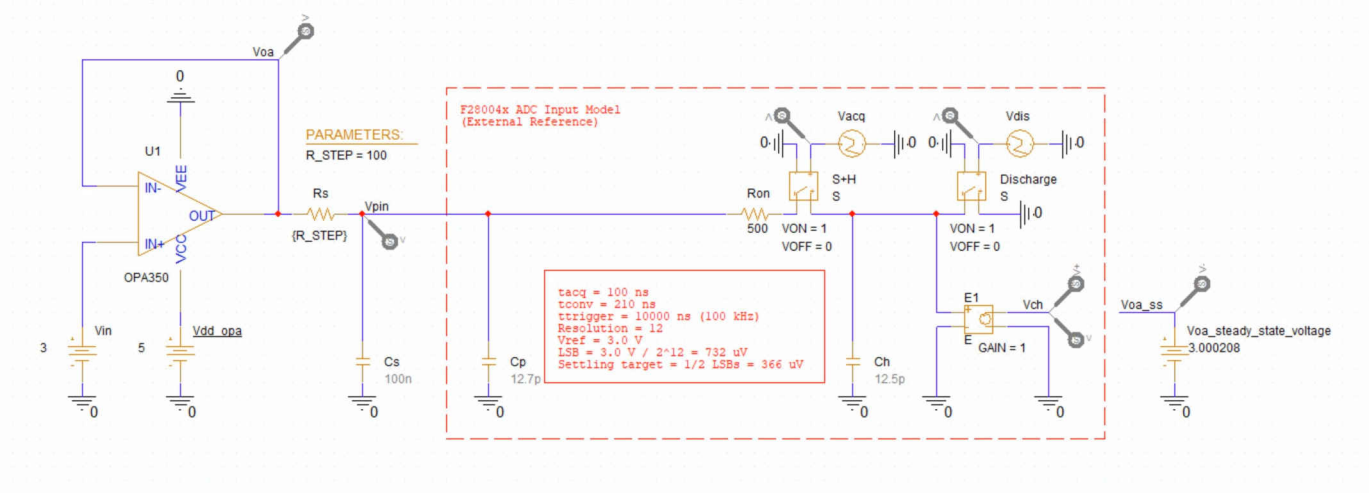 Voa
0
U1
VEE
IN-
OUT
IN+
VCC
OPA350
Vin
3
0
Vdd_opa
5
0
PARAMETERS:
R_STEP = 100
Rs
{R_STEP}
Vpin
V
V
Cs
100n
0
F28004x ADC Input Model
(External Reference)
Cp
12.7p
0
tacq = 100 ns
tconv = 210 ns
ttrigger = 10000 ns (100 kHz)
Resolution = 12
Vref = 3.0 V
LSB = 3.0 V / 2^12 = 732 uV
Settling target = 1/2 LSBs = 366 uV
Ron
500
V
0
Vacq
0
S+H
S
VON = 1
VOFF = 0
Ch
12.5p
0
V
0
Vdis
0
Discharge
S
0
VON = 1
VOFF = 0
E1
E
GAIN = 1
0
Vch
V+
V
0
Voa_ss
V-
Voa_steady_state_voltage
3.000208
0